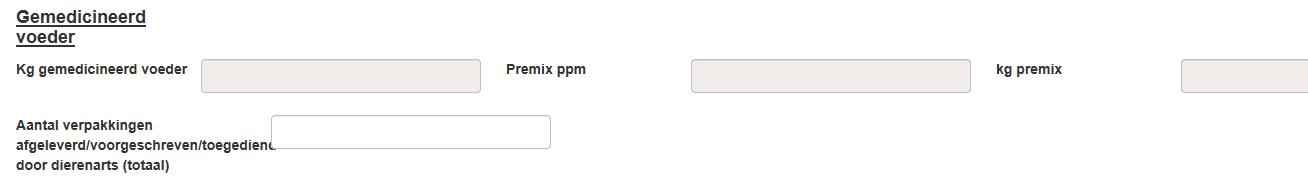 Gemedicineerd
voeder
Kg gemedicineerd voeder Premix ppm kg premix
Aantal verpakkingen
afgeleverd/voorgeschreven/toegediend
door dierenarts (totaal)